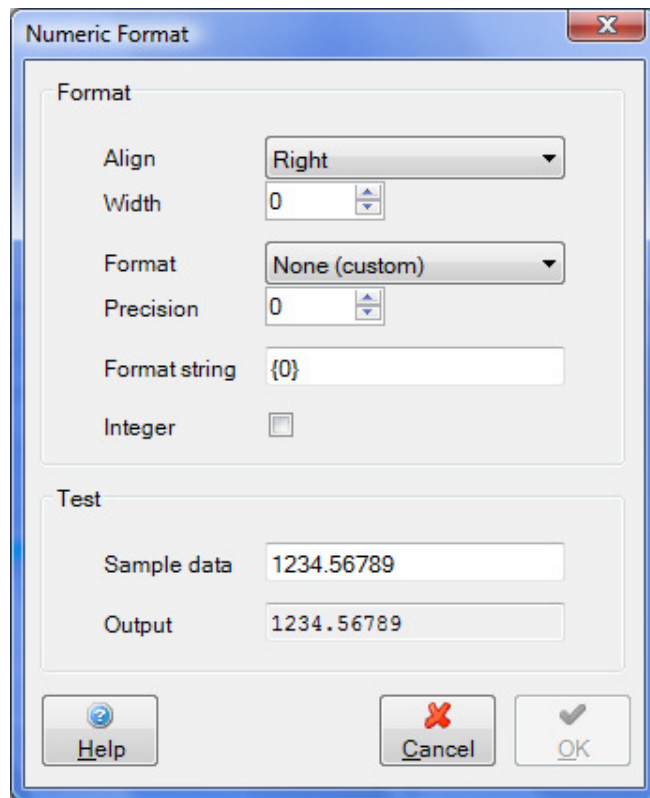 Numeric Format
Format
Align Right
Width 0
Format None (custom)
Precision 0
Format string {0}
Integer
Test
Sample data 1234.56789
Output 1234.56789
Help Cancel OK